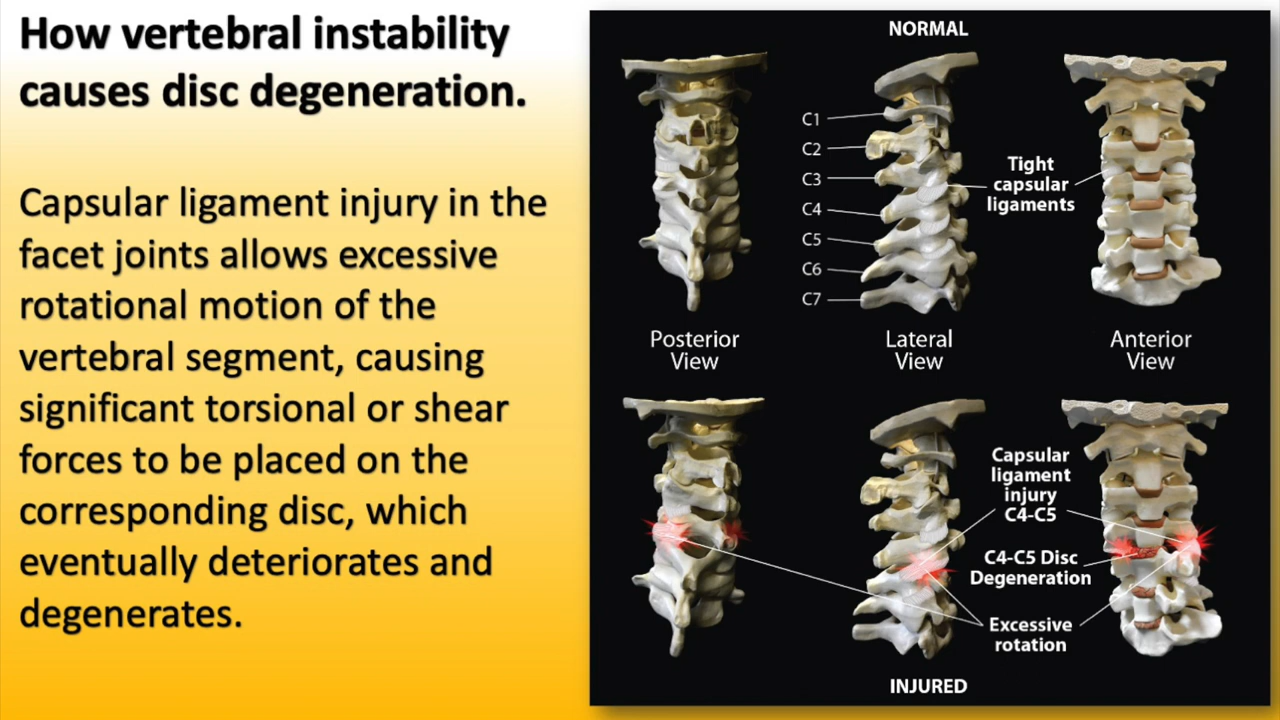 How vertebral instability
causes disc degeneration.
Capsular ligament injury in the
facet joints allows excessive
rotational motion of the
vertebral segment, causing
significant torsional or shear
forces to be placed on the
corresponding disc, which
eventually deteriorates and
degenerates.
NORMAL
C1
C2
C3
C4
C5
C6
C7
Tight
capsular
ligaments
Posterior
View
Lateral
View
Anterior
View
Capsular
ligament
injury
C4-C5
C4-C5 Disc
Degeneration
Excessive
rotation
INJURED